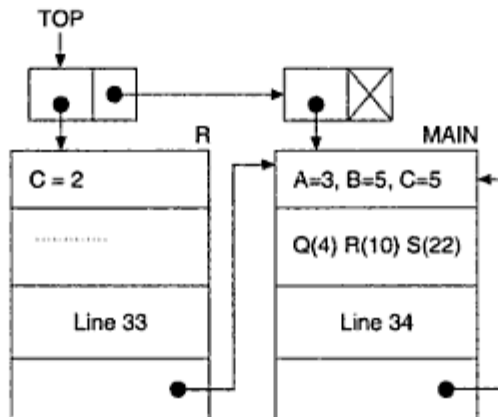 TOP
R
MAIN
C = 2
A=3, B=5, C=5
............
Q(4) R(10) S(22)
Line 33
Line 34